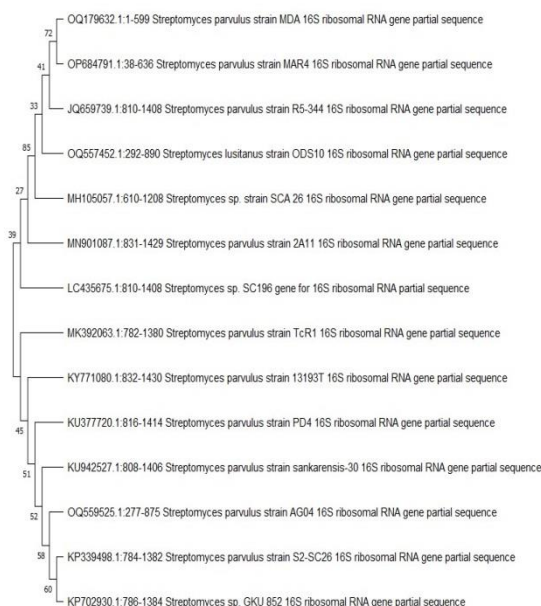 OQ179632.1:1-599 Streptomyces parvulus strain MDA 16S ribosomal RNA gene partial sequence
72
OP684791.1:38-636 Streptomyces parvulus strain MAR4 16S ribosomal RNA gene partial sequence
41
JQ659739.1:810-1408 Streptomyces parvulus strain R5-344 16S ribosomal RNA gene partial sequence
33
OQ557452.1:292-890 Streptomyces lusitanus strain ODS10 16S ribosomal RNA gene partial sequence
85
MH105057.1:610-1208 Streptomyces sp. strain SCA 26 16S ribosomal RNA gene partial sequence
27
MN901087.1:831-1429 Streptomyces parvulus strain 2A11 16S ribosomal RNA gene partial sequence
39
LC435675.1:810-1408 Streptomyces sp. SC196 gene for 16S ribosomal RNA partial sequence
MK392063.1:782-1380 Streptomyces parvulus strain TcR1 16S ribosomal RNA gene partial sequence
KY771080.1:832-1430 Streptomyces parvulus strain 13193T 16S ribosomal RNA gene partial sequence
45
KU377720.1:816-1414 Streptomyces parvulus strain PD4 16S ribosomal RNA gene partial sequence
51
KU942527.1:808-1406 Streptomyces parvulus strain sankarensis-30 16S ribosomal RNA gene partial sequence
52
OQ559525.1:277-875 Streptomyces parvulus strain AG04 16S ribosomal RNA gene partial sequence
58
KP339498.1:784-1382 Streptomyces parvulus strain S2-SC26 16S ribosomal RNA gene partial sequence
60
KP702930.1:786-1384 Streptomyces sp. GKU 852 16S ribosomal RNA gene partial sequence